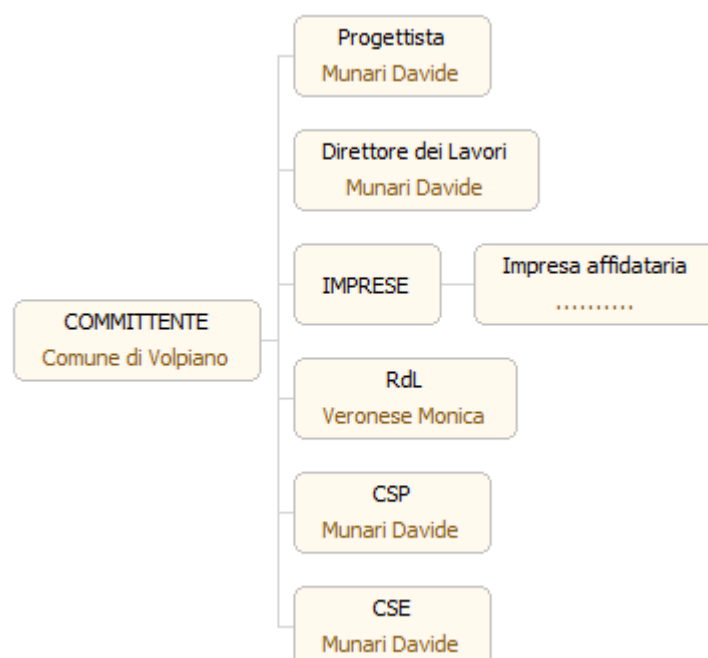 Progettista
Munari Davide
Direttore dei Lavori
Munari Davide
IMPRESE
Impresa affidataria
..........
COMMITTENTE
Comune di Volpiano
RdL
Veronese Monica
CSP
Munari Davide
CSE
Munari Davide